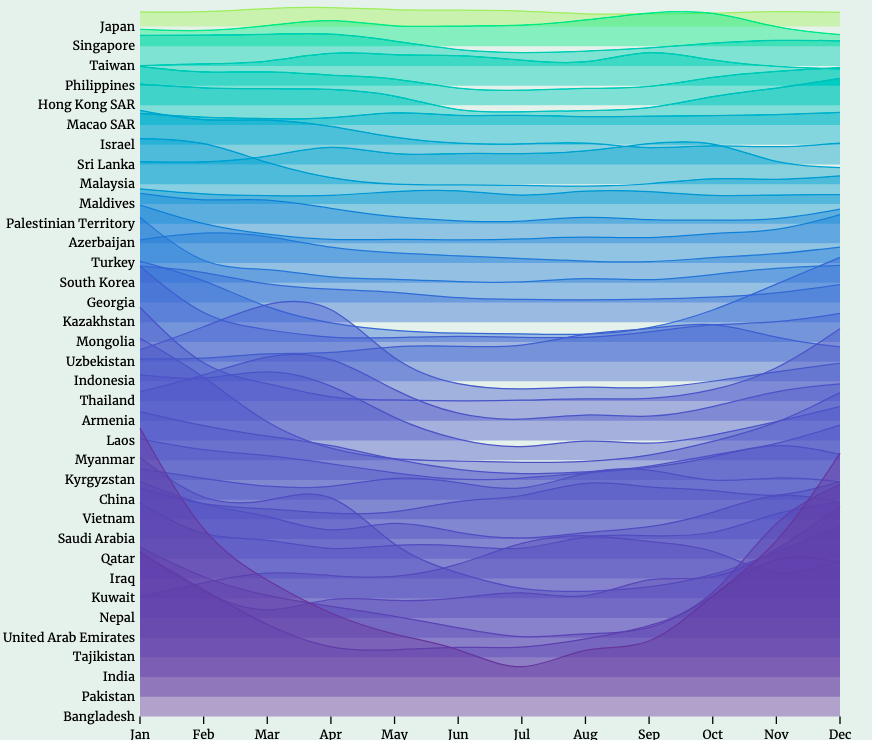 Japan
Singapore
Taiwan
Philippines
Hong Kong SAR
Macao SAR
Israel
Sri Lanka
Malaysia
Maldives
Palestinian Territory
Azerbaijan
Turkey
South Korea
Georgia
Kazakhstan
Mongolia
Uzbekistan
Indonesia
Thailand
Armenia
Laos
Myanmar
Kyrgyzstan
China
Vietnam
Saudi Arabia
Qatar
Iraq
Kuwait
Nepal
United Arab Emirates
Tajikistan
India
Pakistan
Bangladesh
Jan Feb Mar Apr May Jun Jul Aug Sep Oct Nov Dec